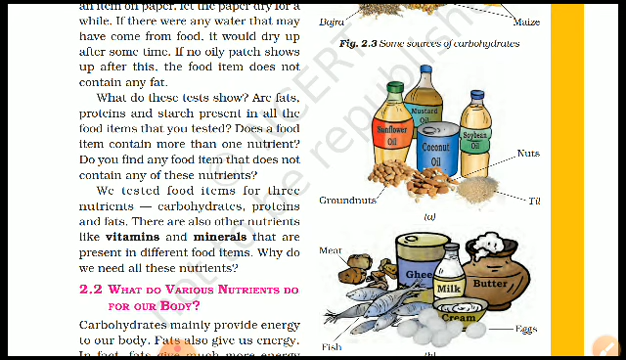 an item on paper, let the paper dry for a
while. If there were any water that may
have come from food, it would dry up
after some time. If no oily patch shows
up after this, the food item does not
contain any fat.
What do these tests show? Are fats,
proteins and starch present in all the
food items that you tested? Does a food
item contain more than one nutrient?
Do you find any food item that does not
contain any of these nutrients?
We tested food items for three
nutrients — carbohydrates, proteins
and fats. There are also other nutrients
like vitamins and minerals that are
present in different food items. Why do
we need all these nutrients?
2.2 WHAT DO VARIOUS NUTRIENTS DO
FOR OUR BODY?
Carbohydrates mainly provide energy
to our body. Fats also give us energy.
In fact, fats give much more energy
Bajra
Maize
Fig. 2.3 Some sources of carbohydrates
Sunflower
Oil
Mustard
Oil
Coconut
Oil
Soybean
Oil
Nuts
Groundnuts
Til
(a)
Meat
Ghee
Milk
Butter
Cream
Eggs
Fish
(b)